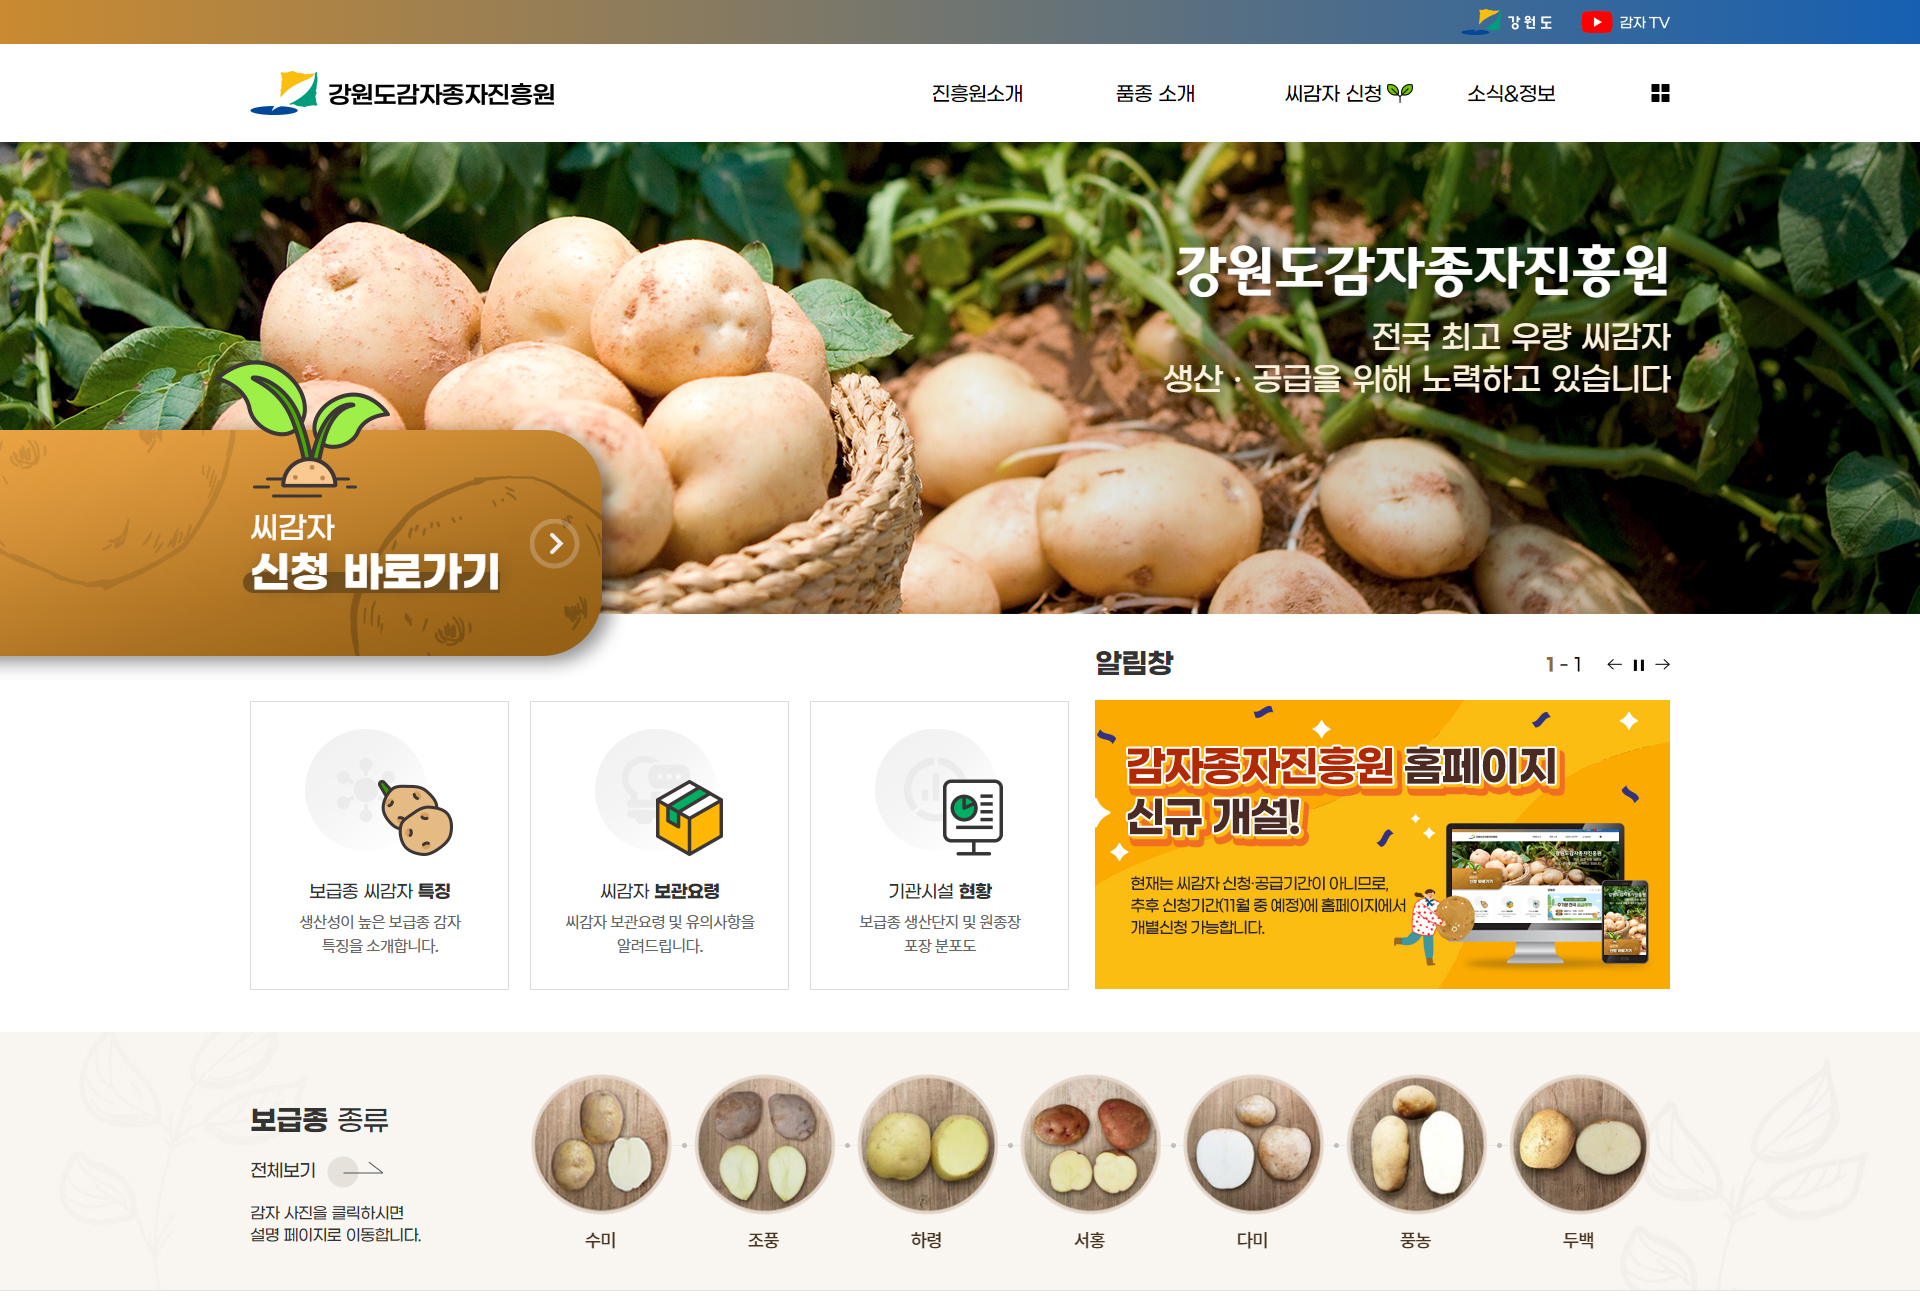 강원도
감자 TV
강원도감자종자진흥원
진흥원소개
품종 소개
씨감자 신청
소식&정보
강원도감자종자진흥원
전국 최고 우량 씨감자
생산 · 공급을 위해 노력하고 있습니다
씨감자
신청 바로가기
알림창
1 - 1
보급종 씨감자 특징
생산성이 높은 보급종 감자
특징을 소개합니다.
씨감자 보관요령
씨감자 보관요령 및 유의사항을
알려드립니다.
기관시설 현황
보급종 생산단지 및 원종장
포장 분포도
감자종자진흥원 홈페이지
신규 개설!
현재는 씨감자 신청·공급기간이 아니므로,
추후 신청기간(11월 중 예정)에 홈페이지에서
개별신청 가능합니다.
보급종 종류
전체보기
감자 사진을 클릭하시면
설명 페이지로 이동합니다.
수미
조풍
하령
서홍
다미
풍농
두백